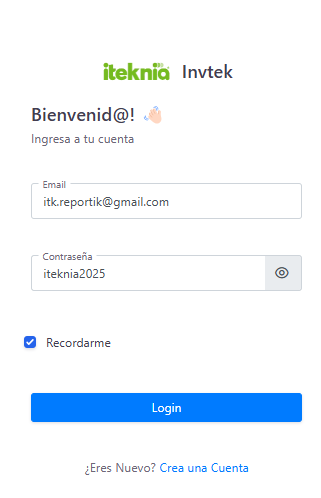 iteknia Invtek
Bienvenid@! 👋🏻
Ingresa a tu cuenta
Email
itk.reportik@gmail.com
Contraseña
iteknia2025
Recordarme
Login
¿Eres Nuevo? Crea una Cuenta